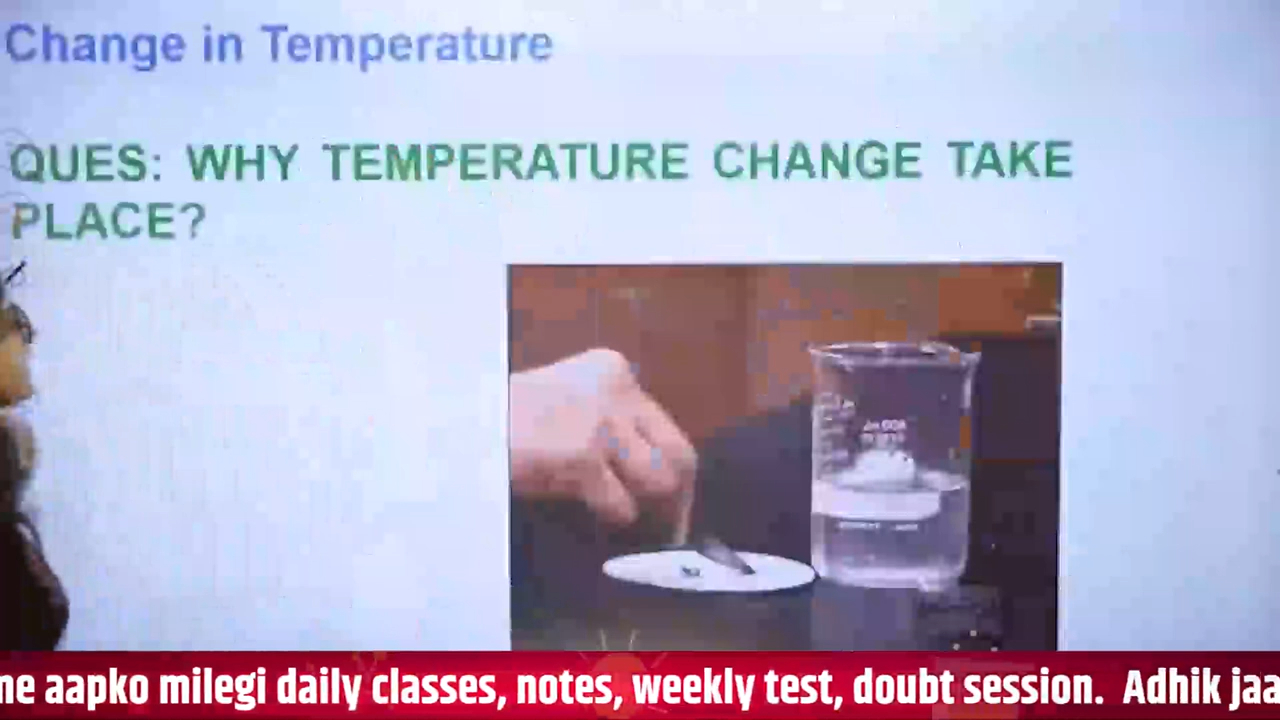 Change in Temperature
QUES: WHY TEMPERATURE CHANGE TAKE
PLACE?
me aapko milegi daily classes, notes, weekly test, doubt session. Adhik jaa